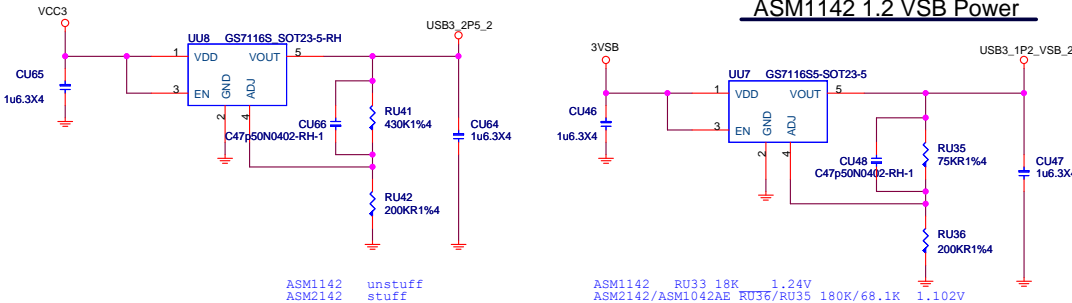 ASM1142 1.2 VSB Power
VCC3
UU8 GS7116S_SOT23-5-RH
USB3_2P5_2
1 VDD VOUT 5
3 EN
GND
ADJ
2
4
CU65
1u6.3X4
CU66
C47p50N0402-RH-1
RU41
430K1%4
CU64
1u6.3X4
RU42
200KR1%4
ASM1142 unstuff
ASM2142 stuff
3VSB
UU7 GS7116S5-SOT23-5
USB3_1P2_VSB_2
1 VDD VOUT 5
3 EN
GND
ADJ
2
4
CU46
1u6.3X4
CU48
C47p50N0402-RH-1
RU35
75KR1%4
CU47
1u6.3X4
RU36
200KR1%4
ASM1142 RU33 18K 1.24V
ASM2142/ASM1042AE RU36/RU35 180K/68.1K 1.102V